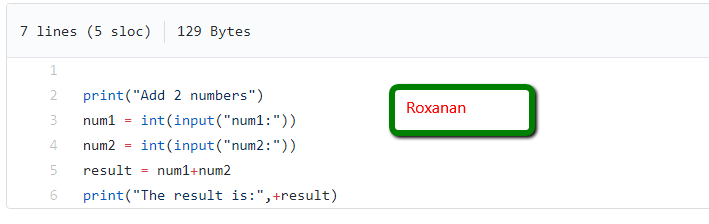 7 lines (5 sloc) 129 Bytes
1
2 print("Add 2 numbers")
3 num1 = int(input("num1:"))
4 num2 = int(input("num2:"))
5 result = num1+num2
6 print("The result is:",+result)
Roxanan